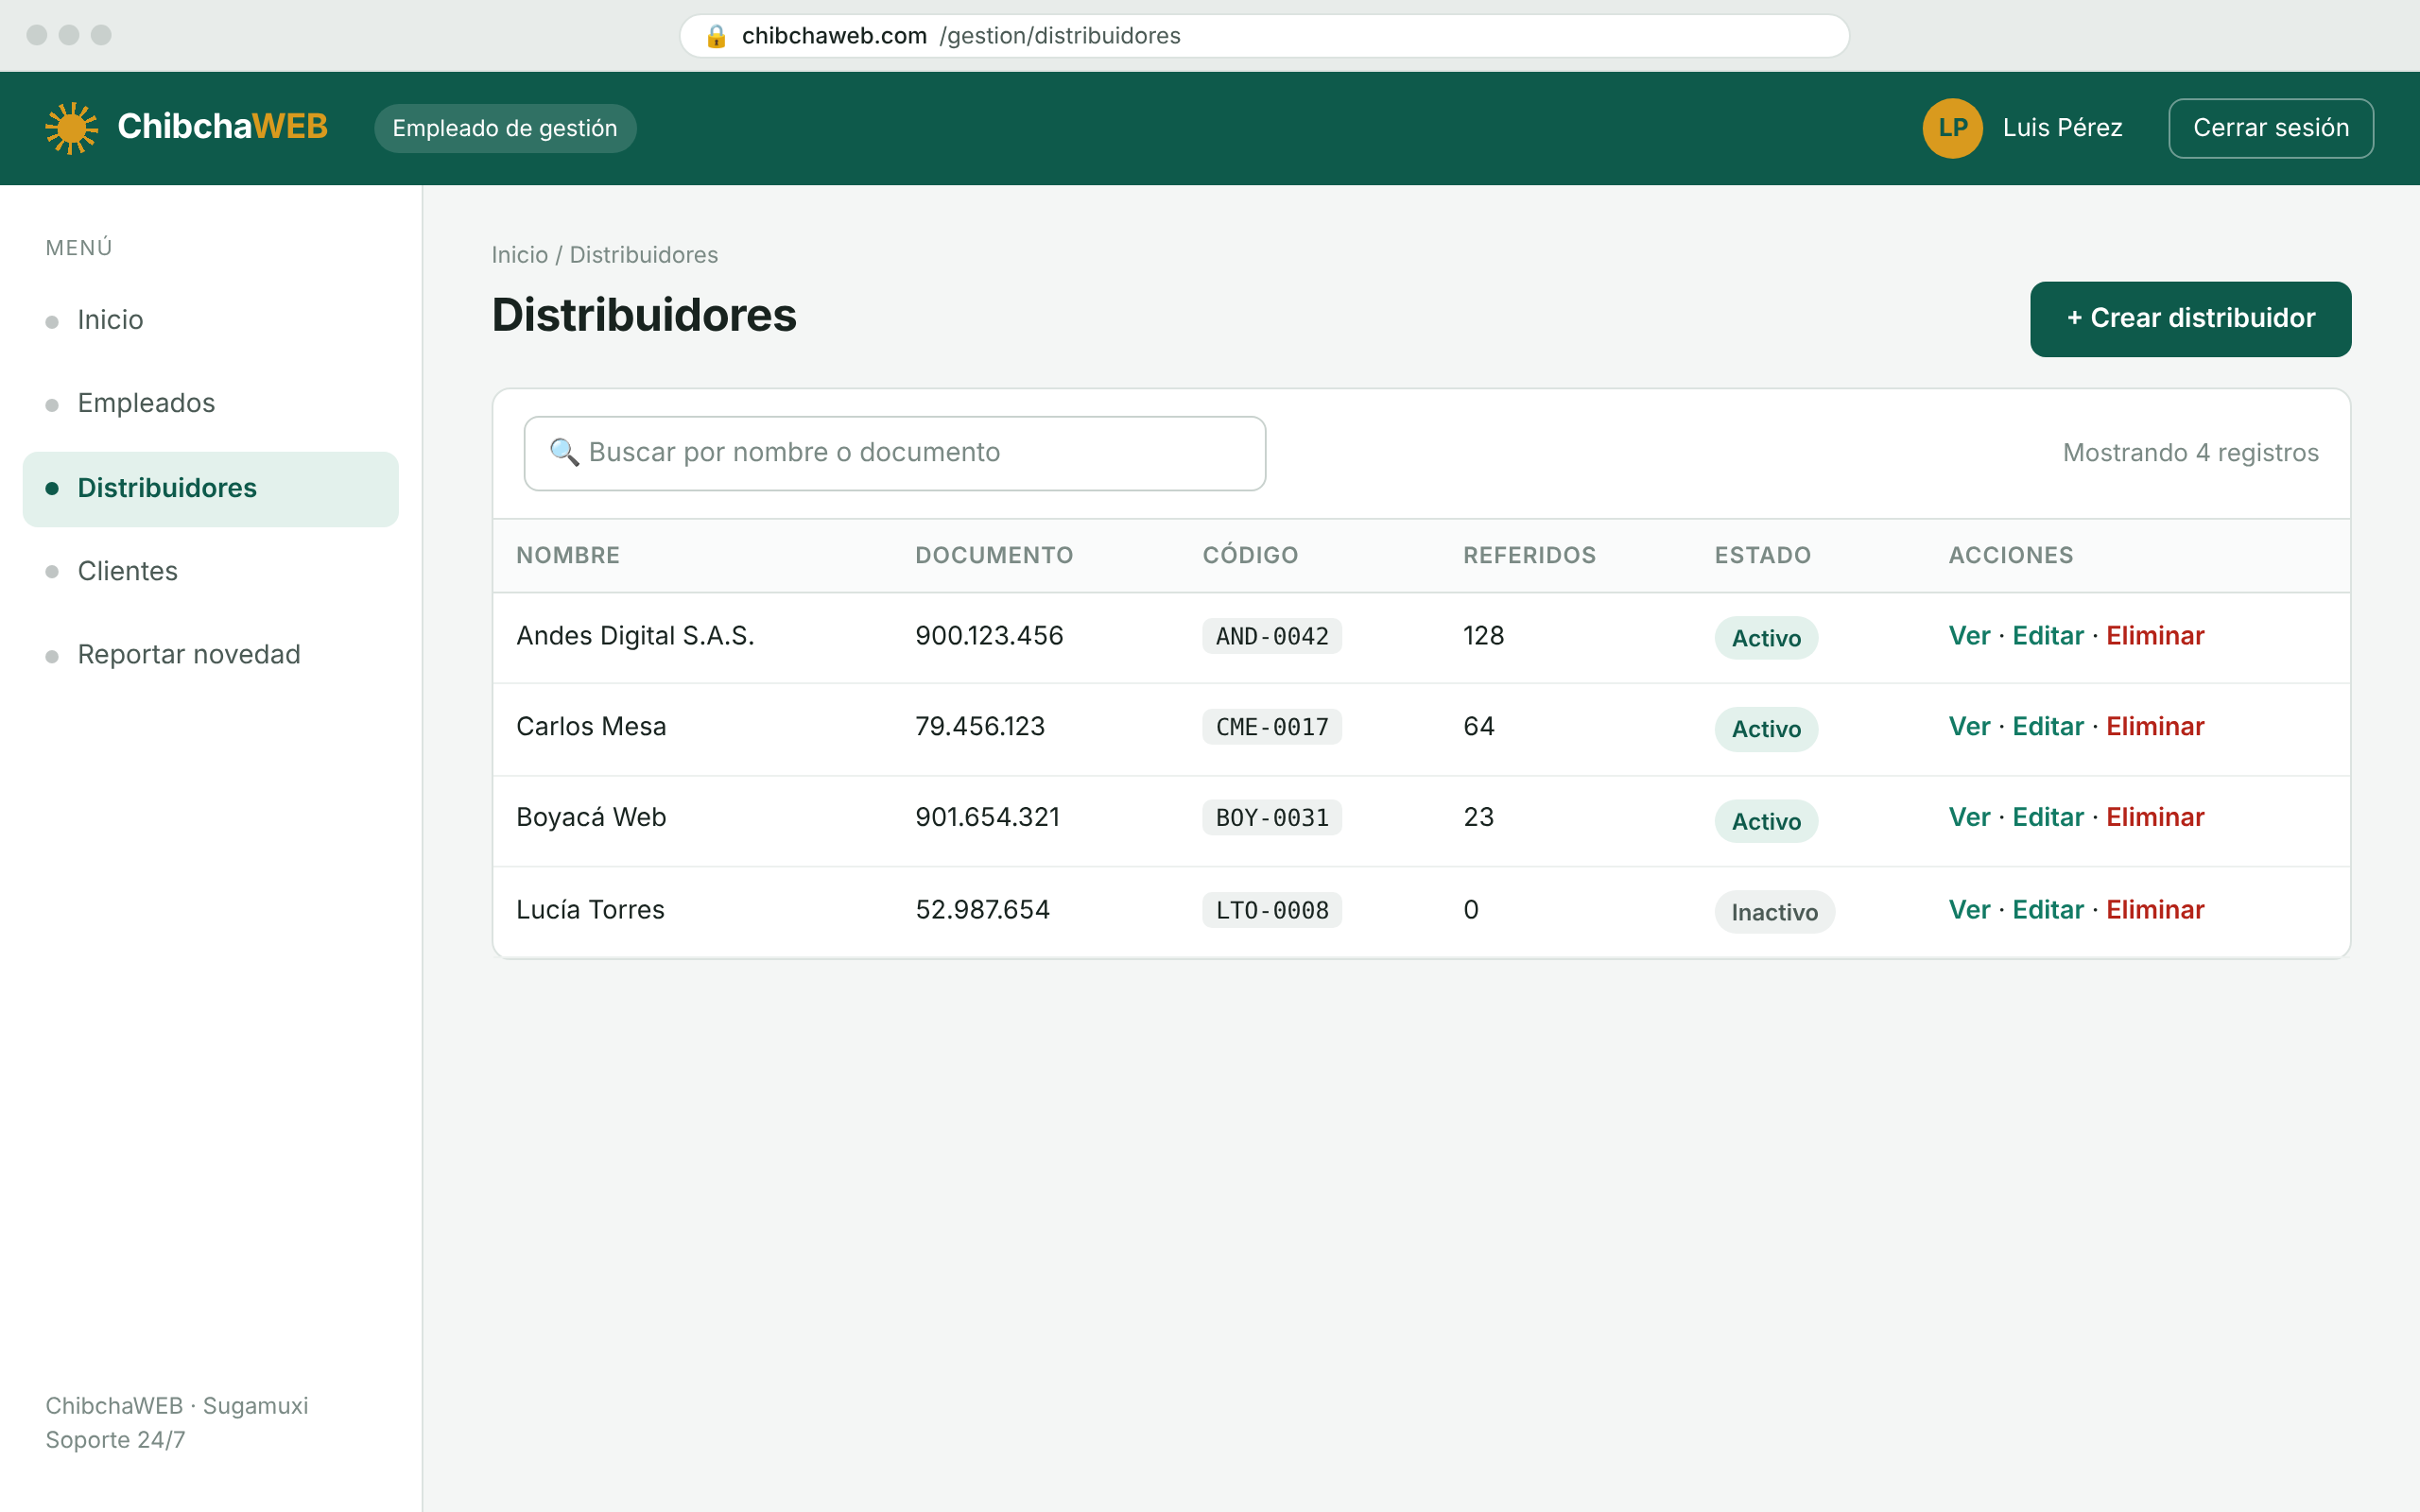 chibchaweb.com /gestion/distribuidores
ChibchaWEB
Empleado de gestión
LP
Luis Pérez
Cerrar sesión
MENÚ
Inicio
Empleados
Distribuidores
Clientes
Reportar novedad
ChibchaWEB · Sugamuxi
Soporte 24/7
Inicio / Distribuidores
Distribuidores
+ Crear distribuidor
Buscar por nombre o documento
Mostrando 4 registros
NOMBRE DOCUMENTO CÓDIGO REFERIDOS ESTADO ACCIONES
Andes Digital S.A.S. 900.123.456 AND-0042 128 Activo Ver · Editar · Eliminar
Carlos Mesa 79.456.123 CME-0017 64 Activo Ver · Editar · Eliminar
Boyacá Web 901.654.321 BOY-0031 23 Activo Ver · Editar · Eliminar
Lucía Torres 52.987.654 LTO-0008 0 Inactivo Ver · Editar · Eliminar